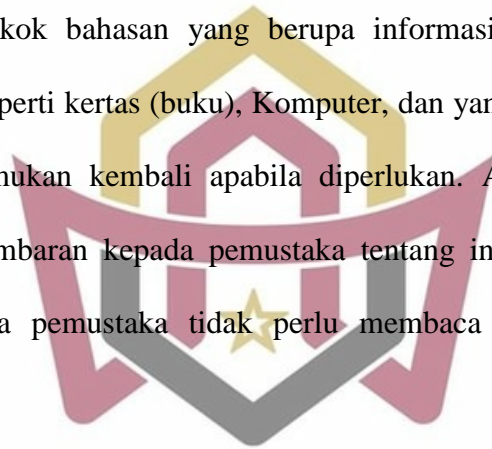 kok bahasan yang berupa informasi
perti kertas (buku), Komputer, dan yan
ukan kembali apabila diperlukan. A
mbaran kepada pemustaka tentang in
a pemustaka tidak perlu membaca